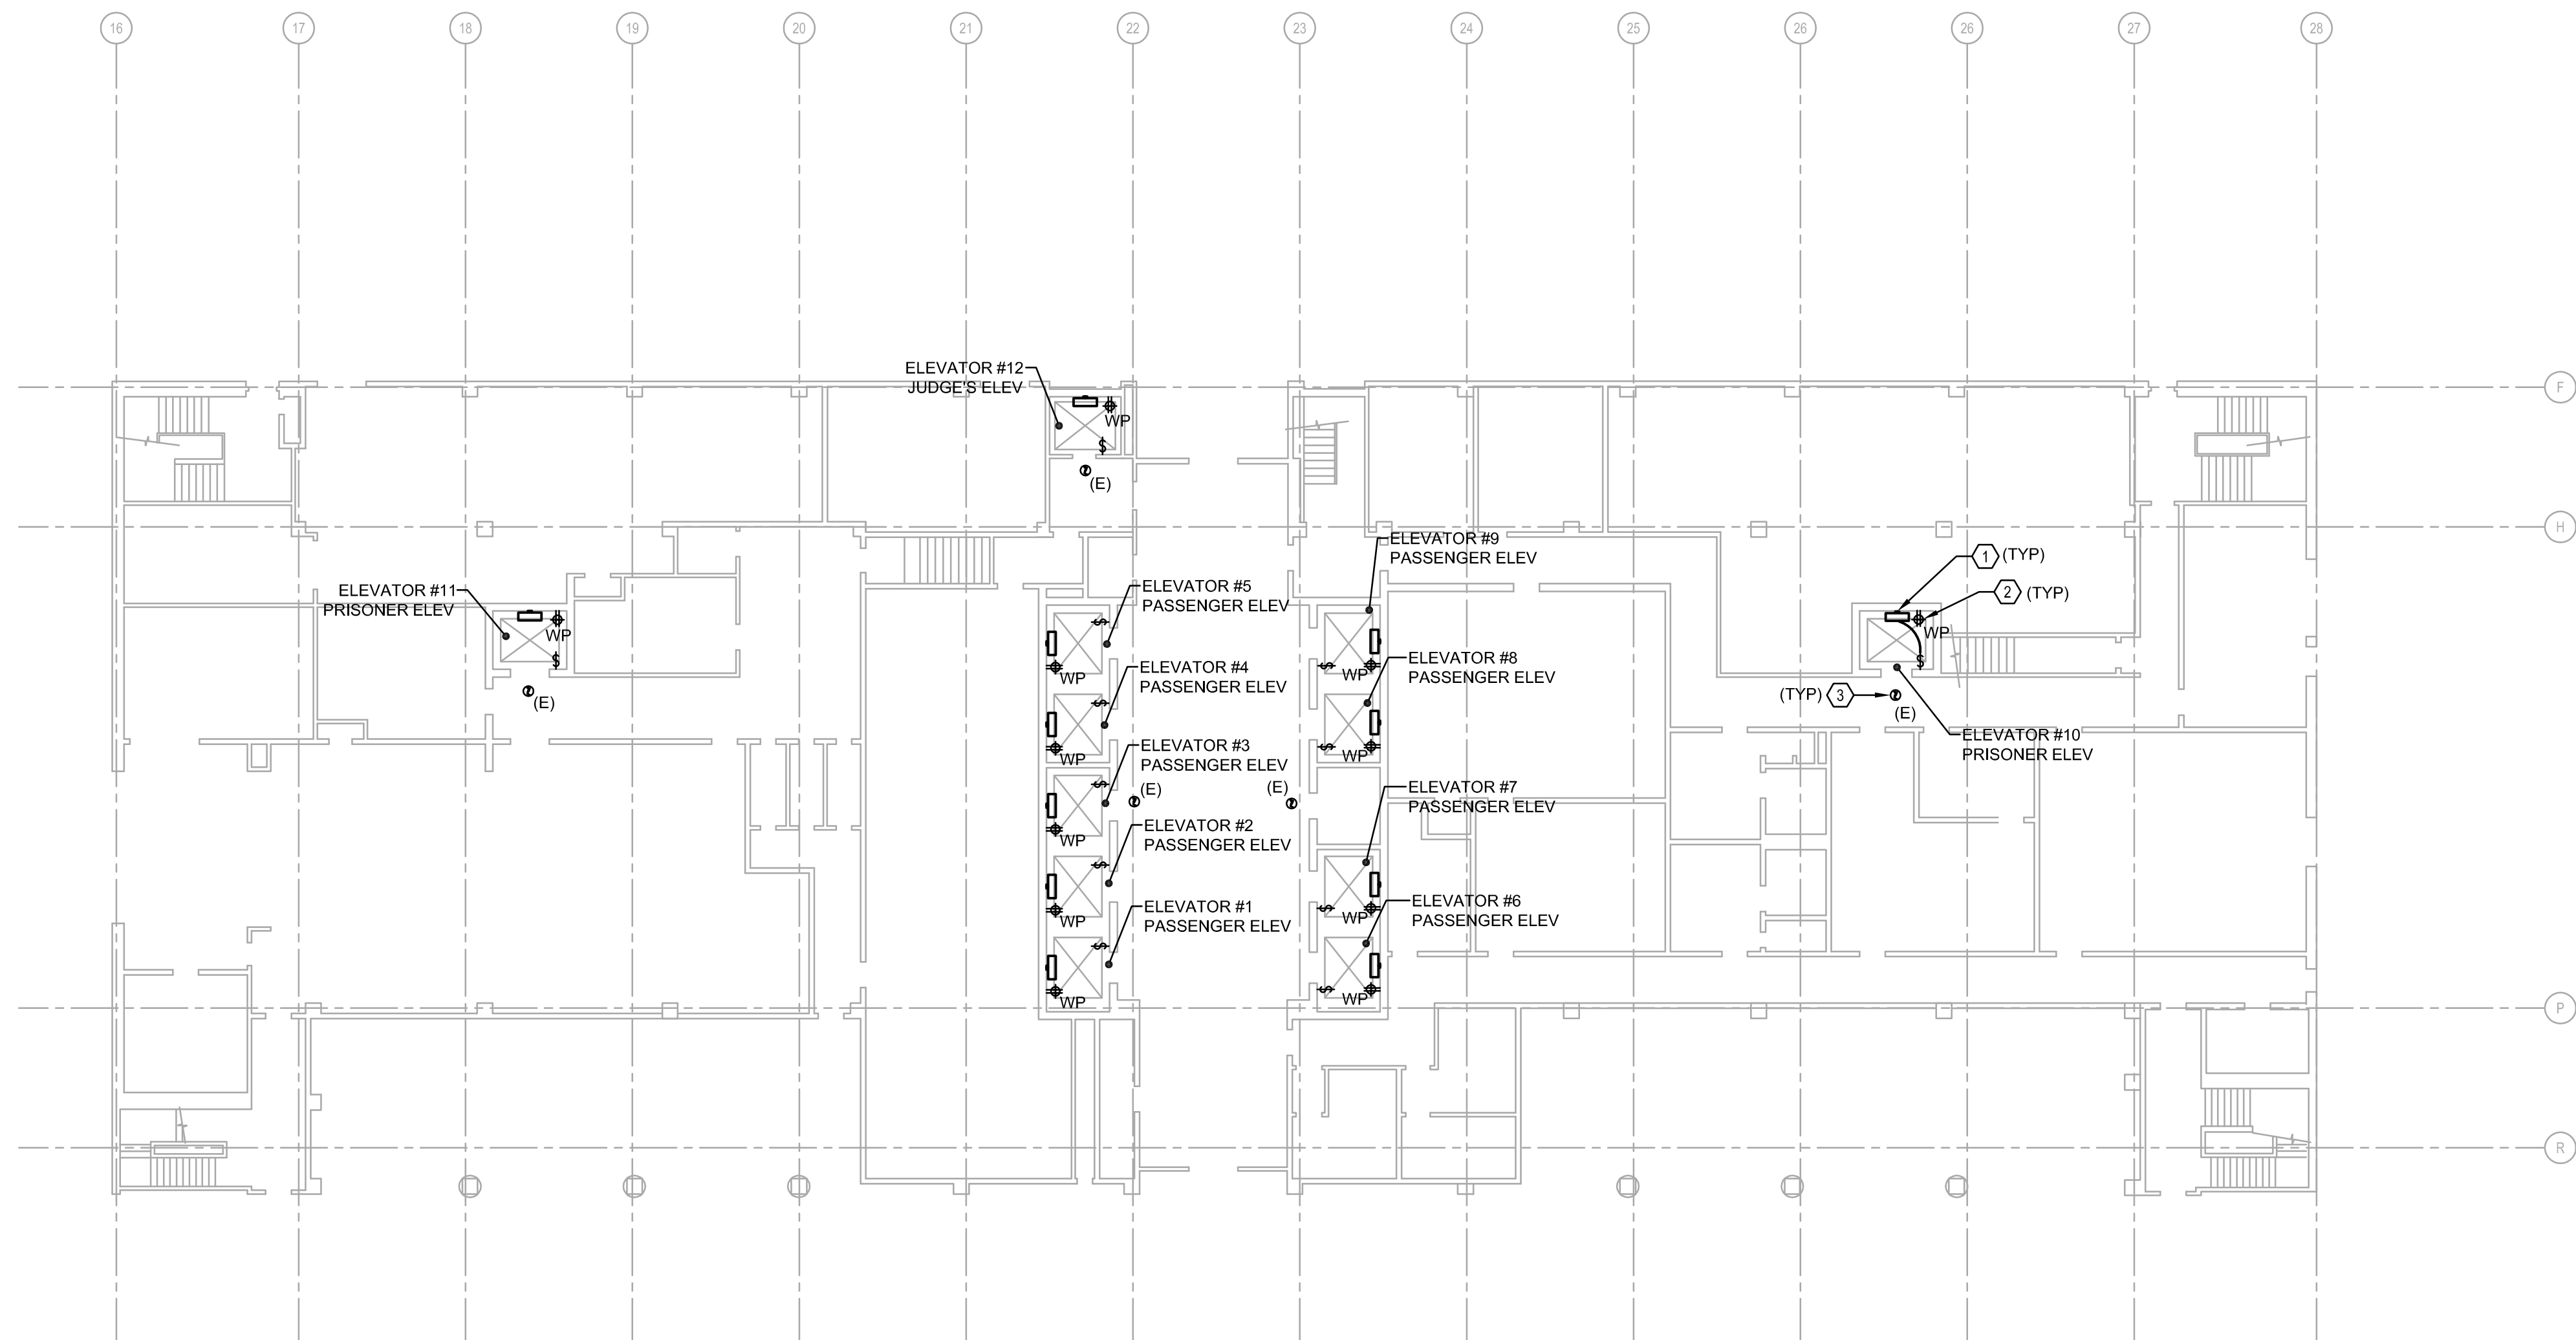 16 17 18 19 20 21 22 23 24 25 26 26 27 28
F
ELEVATOR #12
JUDGE'S ELEV
WP
$
(E)
H
ELEVATOR #9
PASSENGER ELEV
1 (TYP)
2 (TYP)
ELEVATOR #11
PRISONER ELEV
WP
$
(E)
ELEVATOR #5
PASSENGER ELEV
$
WP
$
WP
WP
$
ELEVATOR #4
PASSENGER ELEV
$
WP
ELEVATOR #8
PASSENGER ELEV
$
WP
(TYP) 3
(E)
ELEVATOR #10
PRISONER ELEV
ELEVATOR #3
PASSENGER ELEV
$
WP
(E)
(E)
ELEVATOR #7
PASSENGER ELEV
$
WP
ELEVATOR #2
PASSENGER ELEV
$
WP
ELEVATOR #6
PASSENGER ELEV
$
WP
ELEVATOR #1
PASSENGER ELEV
$
WP
P
R